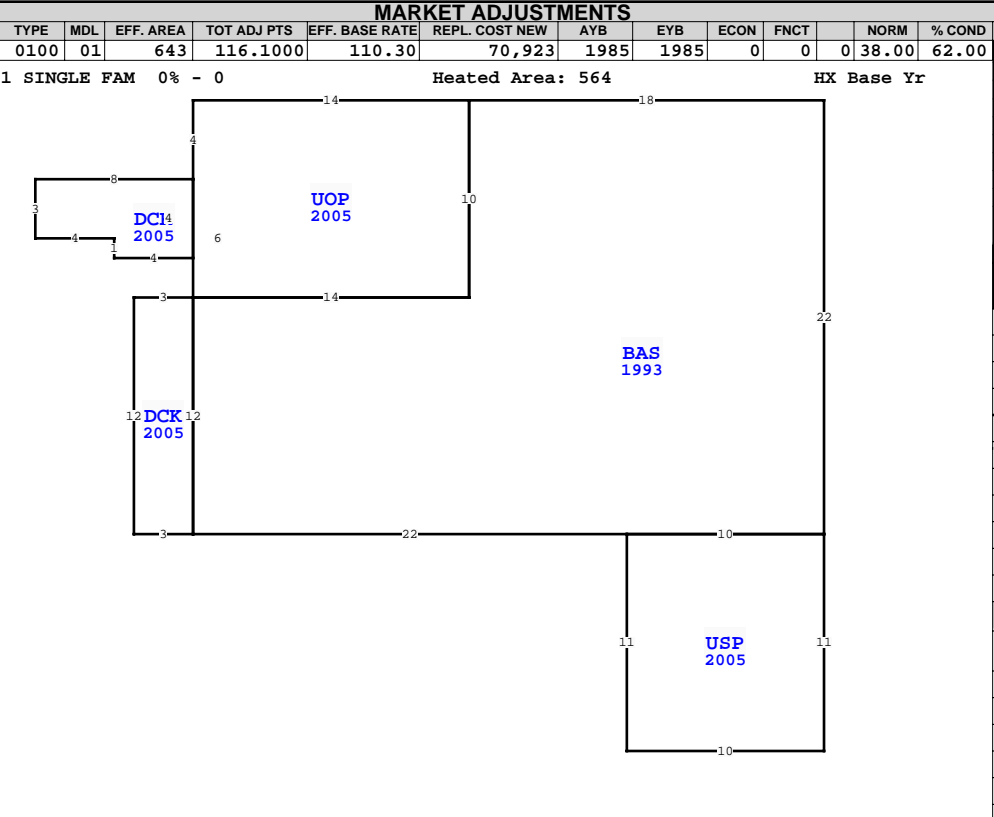 MARKET ADJUSTMENTS
TYPE MDL EFF. AREA TOT ADJ PTS EFF. BASE RATE REPL. COST NEW AYB EYB ECON FNCT NORM % COND
0100 01 643 116.1000 110.30 70,923 1985 1985 0 0 0 38.00 62.00
1 SINGLE FAM 0% - 0 Heated Area: 564 HX Base Yr
14 18
4
8
UOP
2005
10
3
4
2005
6
4
1
4
3 14
22
BAS
1993
12 DCK 12
2005
3 22 10
11 USP 11
2005
10